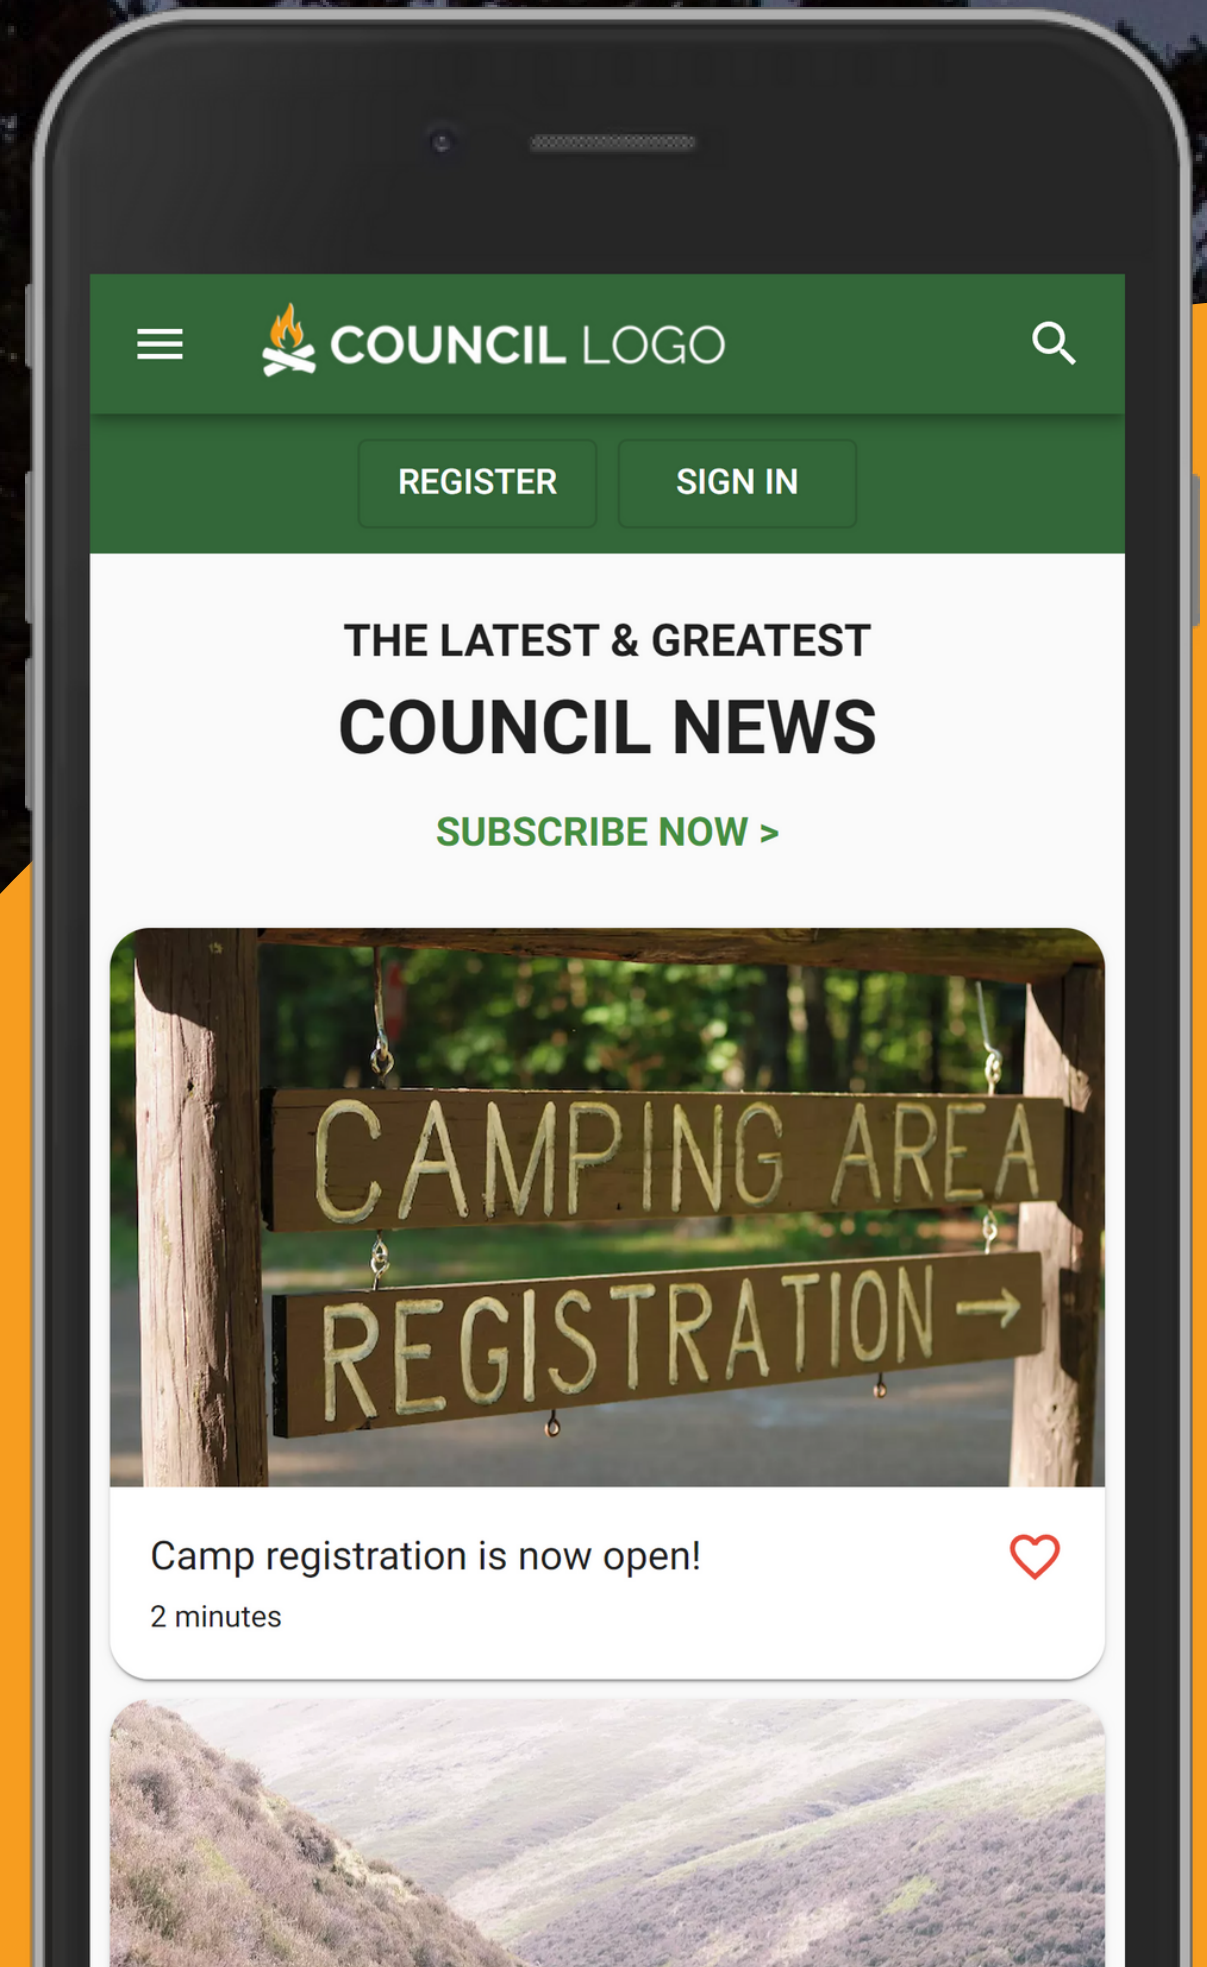 COUNCIL LOGO
REGISTER
SIGN IN
THE LATEST & GREATEST
COUNCIL NEWS
SUBSCRIBE NOW >
CAMPING AREA
REGISTRATION →
Camp registration is now open!
2 minutes